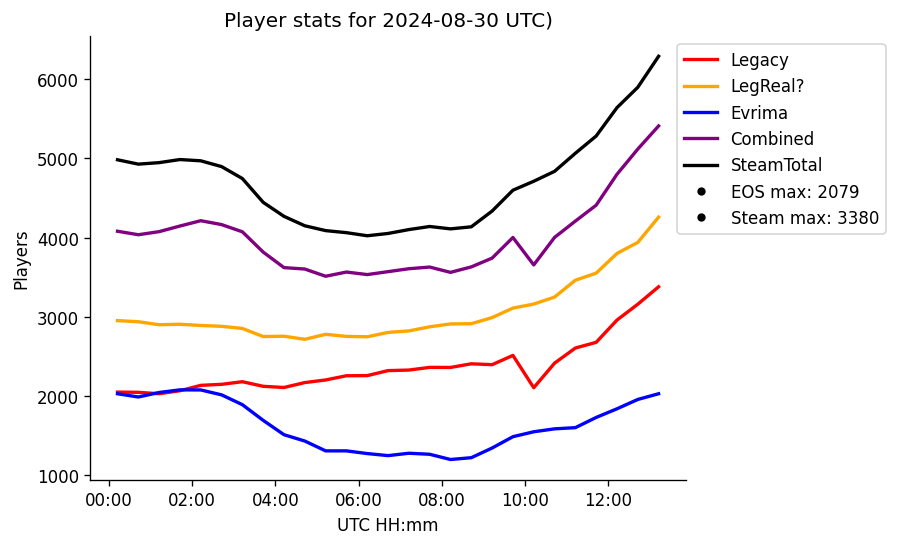 Player stats for 2024-08-30 UTC)
Players
6000
5000
4000
3000
2000
1000
00:00 02:00 04:00 06:00 08:00 10:00 12:00
UTC HH:mm
Legacy
LegReal?
Evrima
Combined
SteamTotal
EOS max: 2079
Steam max: 3380